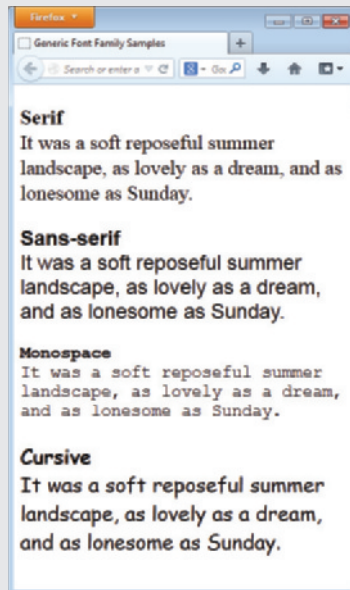 Firefox
Generic Font Family Samples
Search or enter a
Serif
It was a soft reposeful summer
landscape, as lovely as a dream, and as
lonesome as Sunday.
Sans-serif
It was a soft reposeful summer
landscape, as lovely as a dream,
and as lonesome as Sunday.
Monospace
It was a soft reposeful summer
landscape, as lovely as a dream,
and as lonesome as Sunday.
Cursive
It was a soft reposeful summer
landscape, as lovely as a dream,
and as lonesome as Sunday.